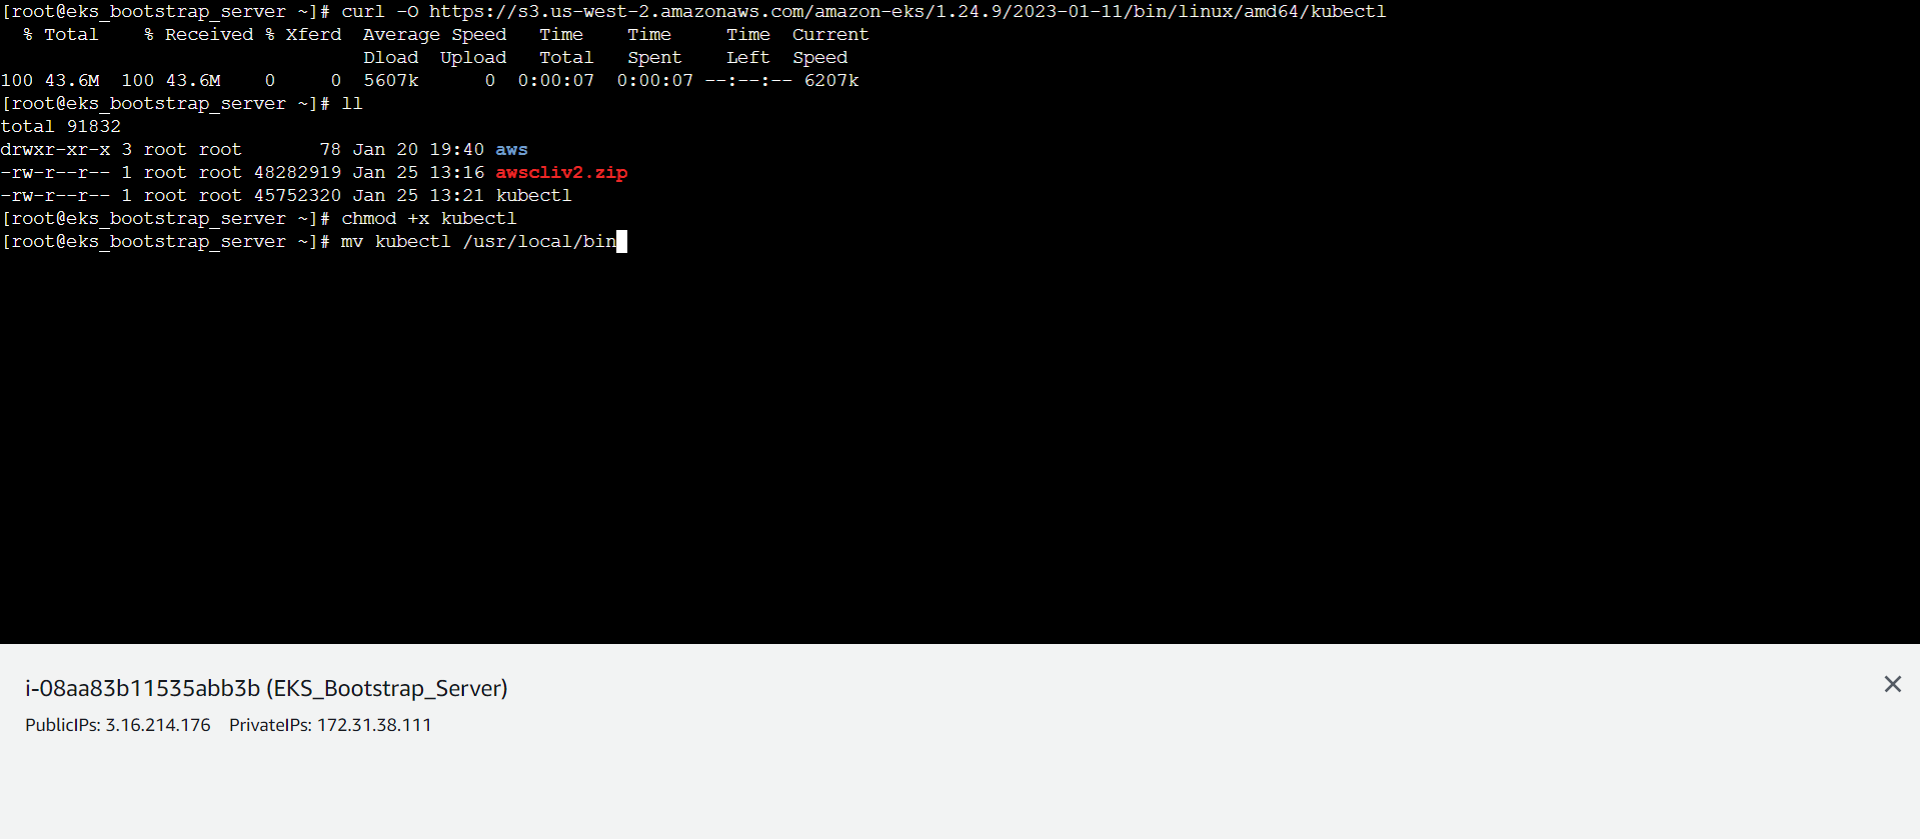 [root@eks_bootstrap_server ~]# curl -O https://s3.us-west-2.amazonaws.com/amazon-eks/1.24.9/2023-01-11/bin/linux/amd64/kubectl
  % Total    % Received % Xferd  Average Speed   Time    Time     Time  Current
                                 Dload  Upload   Total   Spent    Left  Speed
100 43.6M  100 43.6M    0     0  5607k      0  0:00:07  0:00:07 --:--:-- 6207k
[root@eks_bootstrap_server ~]# ll
total 91832
drwxr-xr-x 3 root root       78 Jan 20 19:40 aws
-rw-r--r-- 1 root root 48282919 Jan 25 13:16 awscliv2.zip
-rw-r--r-- 1 root root 45752320 Jan 25 13:21 kubectl
[root@eks_bootstrap_server ~]# chmod +x kubectl
[root@eks_bootstrap_server ~]# mv kubectl /usr/local/bin
i-08aa83b11535abb3b (EKS_Bootstrap_Server)
PublicIPs: 3.16.214.176    PrivateIPs: 172.31.38.111